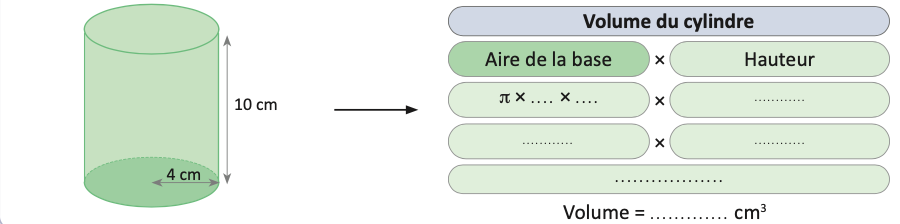 Volume du cylindre
Aire de la base × Hauteur
π × .... × .... × ............
............ × ............
..................
Volume = ............. cm³
10 cm
4 cm